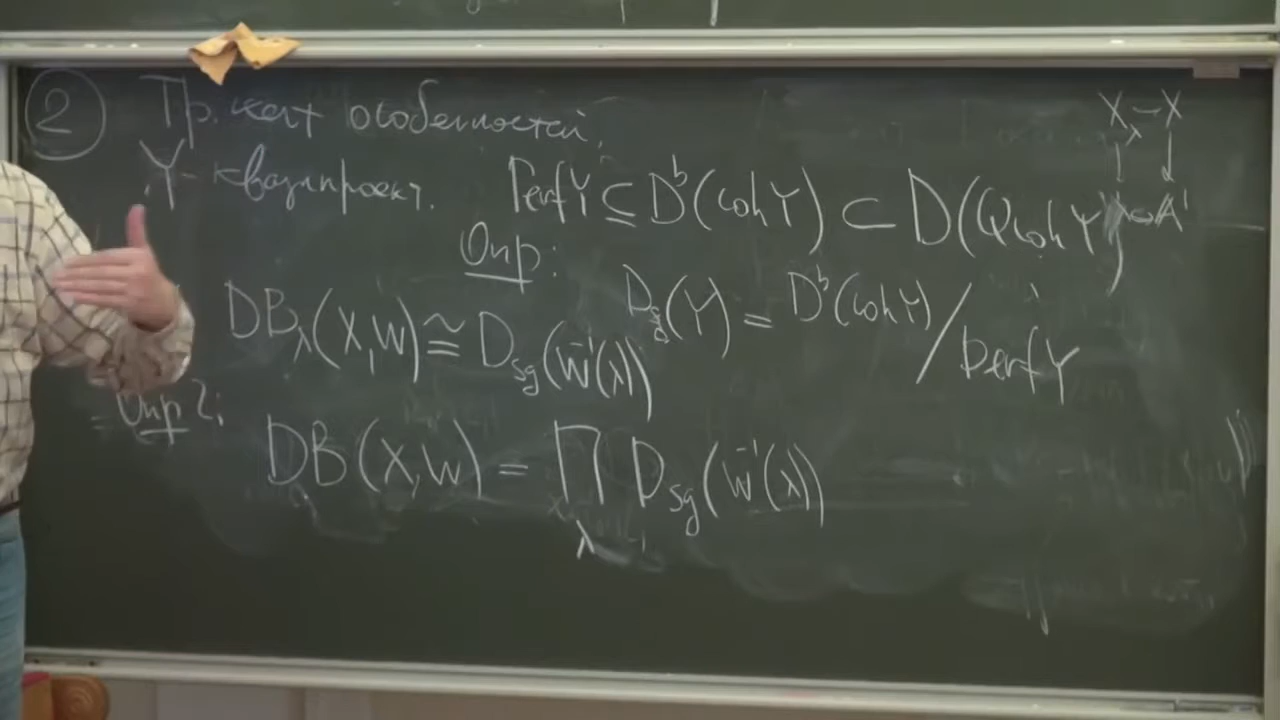 ② Тр. кат особенностей
X_λ – X
↓ ↓
λ ∈ A¹
Y – квазипроект. Perf Y ⊆ D^b(coh Y) ⊂ D(Qcoh Y)
Опр:
D_sg(Y) = D^b(coh Y) / Perf Y
DB_λ(X,W) ≅ D_sg(W^{-1}(λ))
Опр 2:
DB(X,W) = ∏_λ D_sg(W^{-1}(λ))